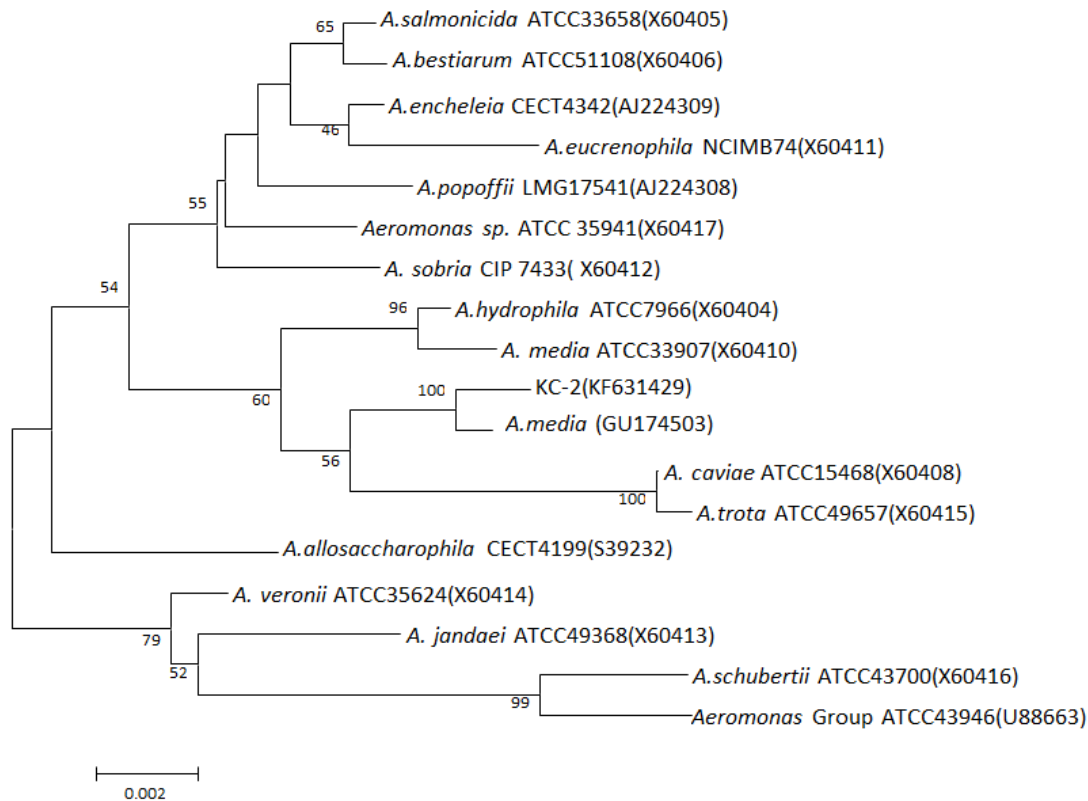 65
A.salmonicida ATCC33658(X60405)
A.bestiarum ATCC51108(X60406)
A.encheleia CECT4342(AJ224309)
46
A.eucrenophila NCIMB74(X60411)
A.popoffii LMG17541(AJ224308)
55
Aeromonas sp. ATCC 35941(X60417)
A. sobria CIP 7433( X60412)
54
96
A.hydrophila ATCC7966(X60404)
A. media ATCC33907(X60410)
100
KC-2(KF631429)
60
A.media (GU174503)
56
A. caviae ATCC15468(X60408)
100
A.trota ATCC49657(X60415)
A.allosaccharophila CECT4199(S39232)
A. veronii ATCC35624(X60414)
79
A. jandaei ATCC49368(X60413)
52
A.schubertii ATCC43700(X60416)
99
Aeromonas Group ATCC43946(U88663)
0.002